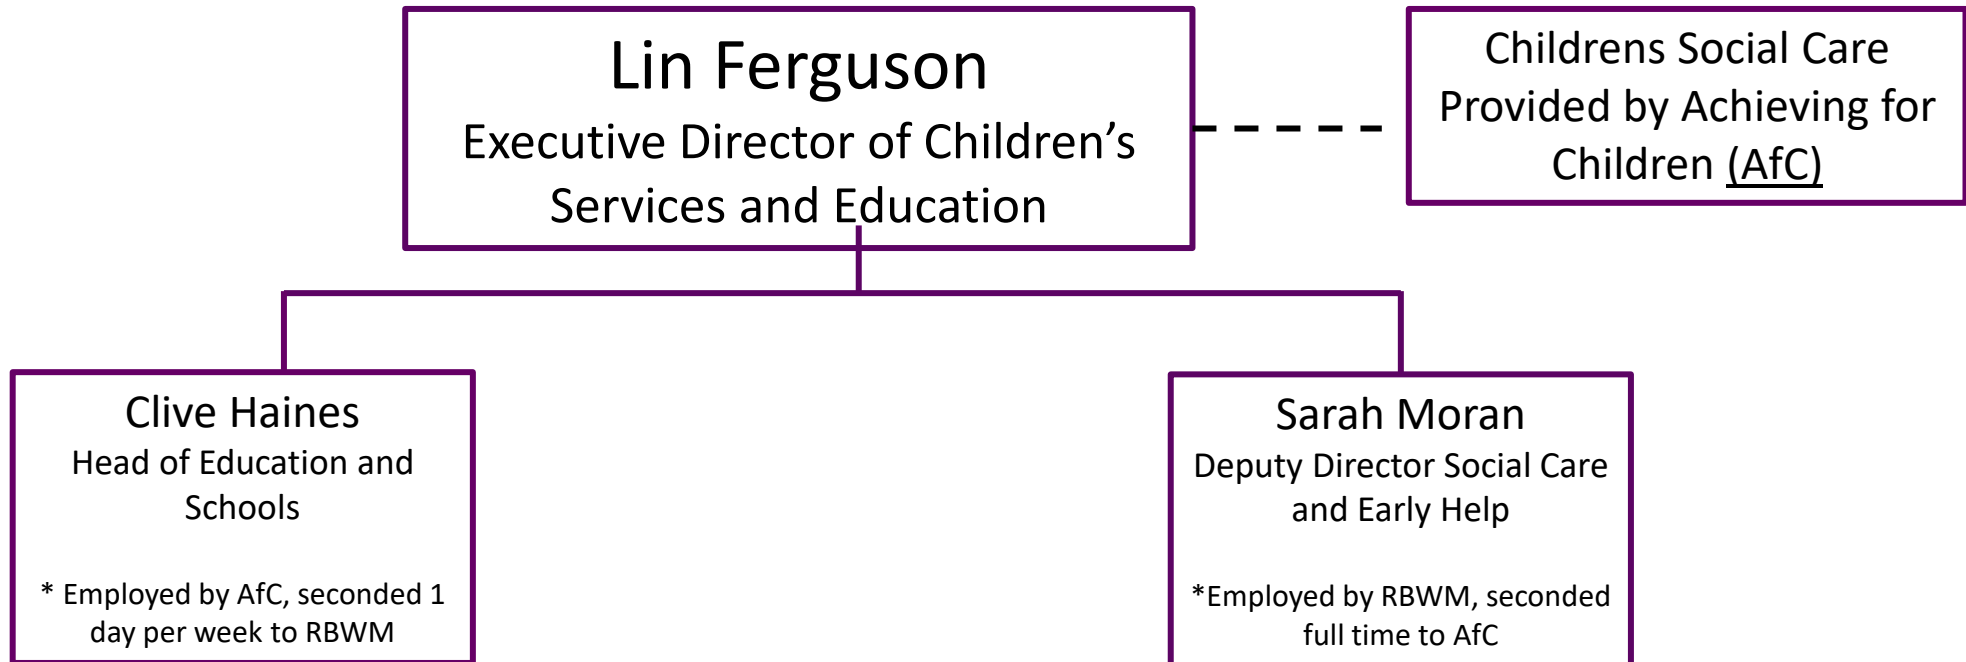 Lin Ferguson
Executive Director of Children’s
Services and Education
Childrens Social Care
Provided by Achieving for
Children (AfC)
Clive Haines
Head of Education and
Schools
* Employed by AfC, seconded 1
day per week to RBWM
Sarah Moran
Deputy Director Social Care
and Early Help
*Employed by RBWM, seconded
full time to AfC